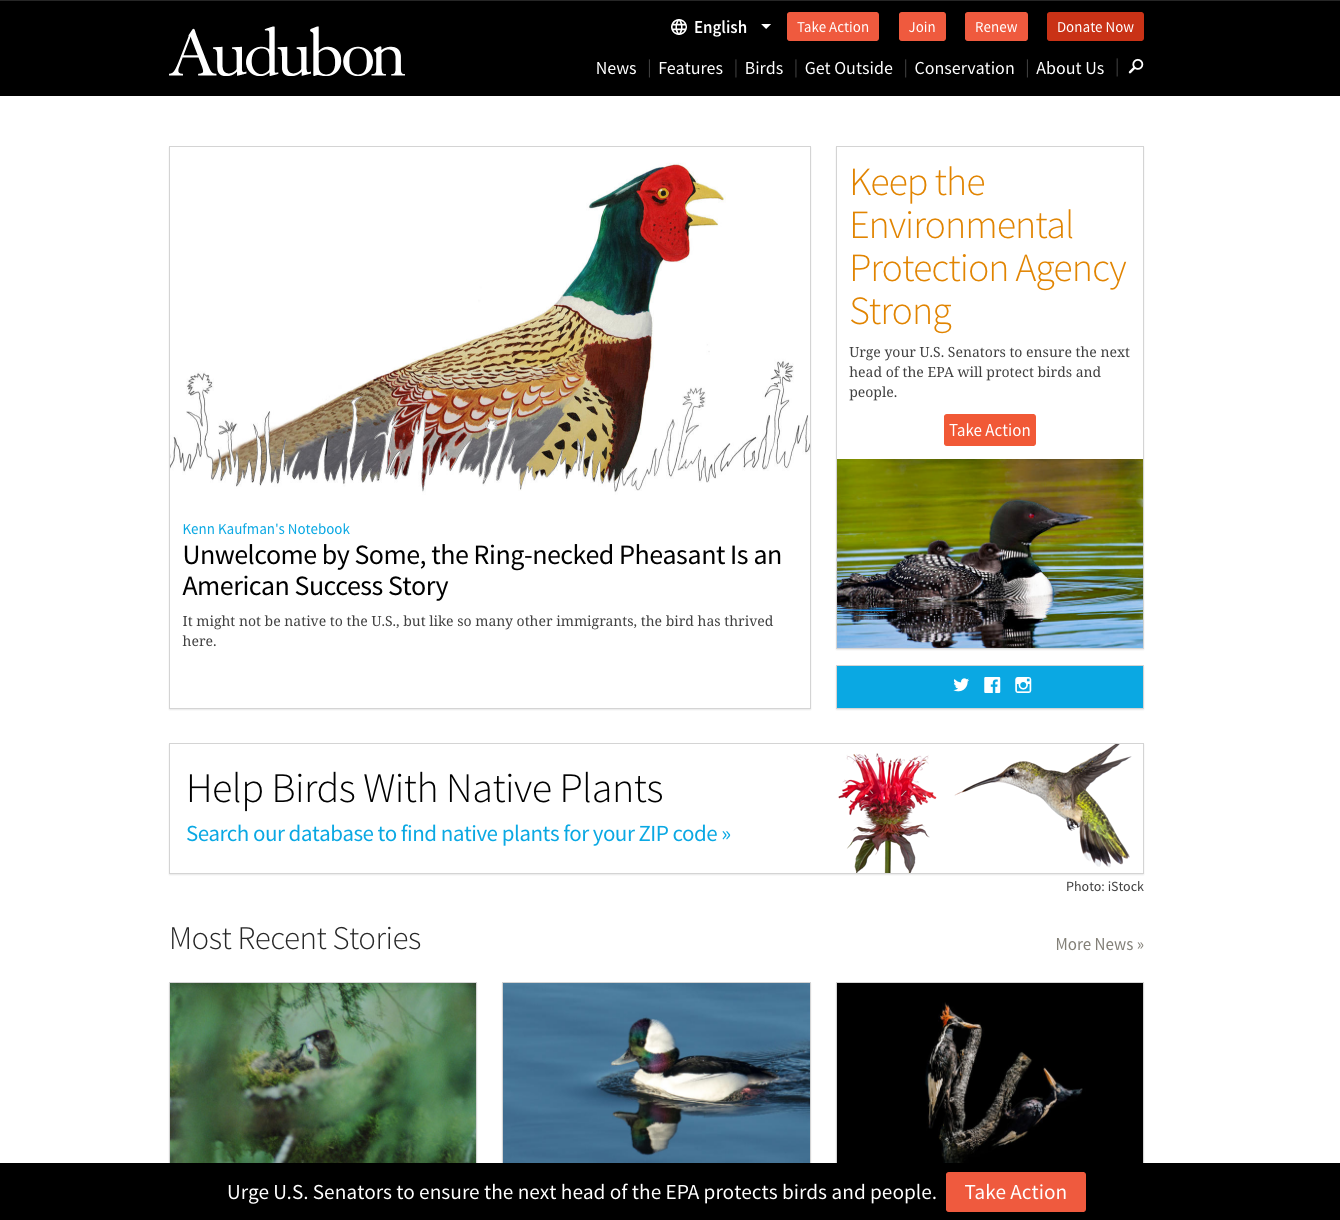 Audubon
English
Take Action
Join
Renew
Donate Now
News
Features
Birds
Get Outside
Conservation
About Us
Kenn Kaufman's Notebook
Unwelcome by Some, the Ring-necked Pheasant Is an
American Success Story
It might not be native to the U.S., but like so many other immigrants, the bird has thrived
here.
Keep the
Environmental
Protection Agency
Strong
Urge your U.S. Senators to ensure the next
head of the EPA will protect birds and
people.
Take Action
Help Birds With Native Plants
Search our database to find native plants for your ZIP code »
Photo: iStock
Most Recent Stories
More News »
Urge U.S. Senators to ensure the next head of the EPA protects birds and people.
Take Action